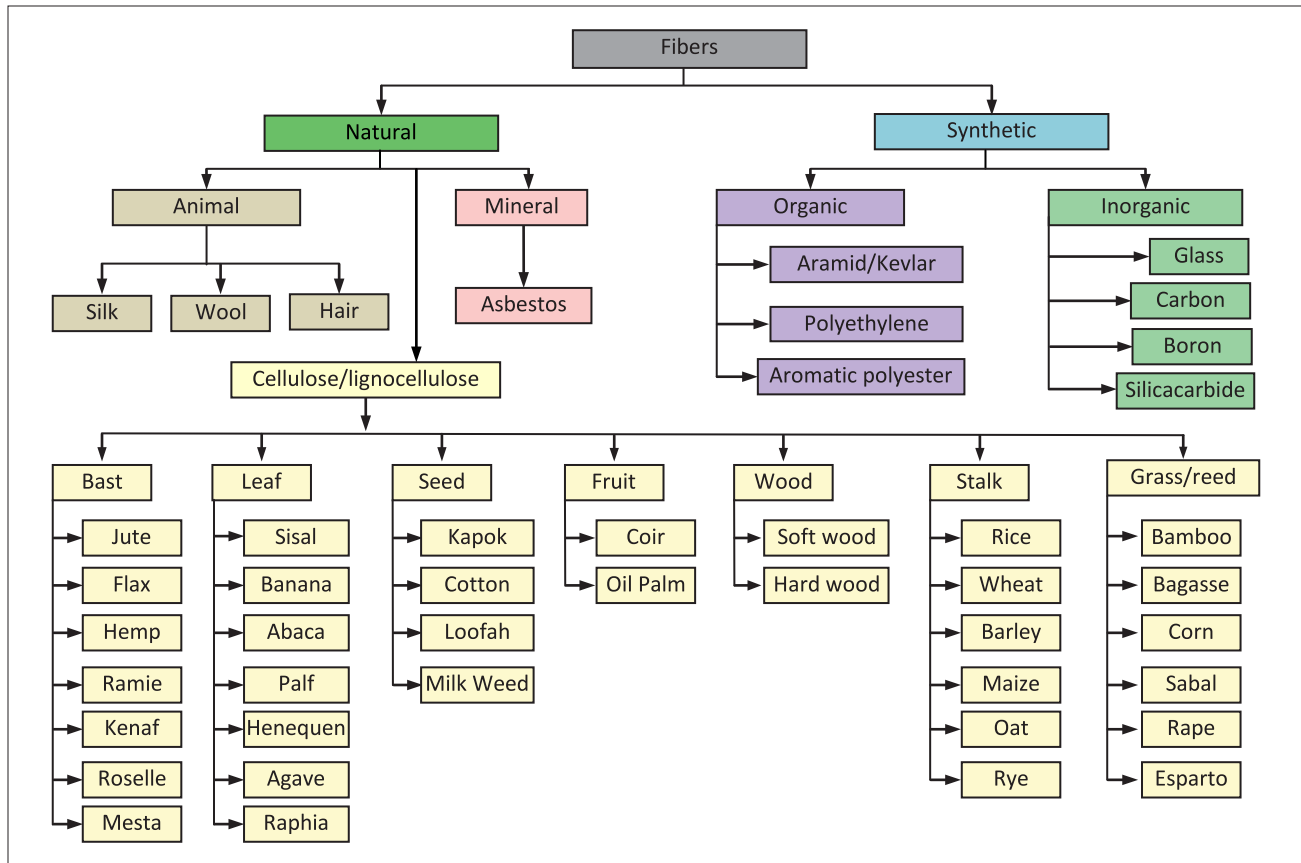 Fibers
Natural
Synthetic
Animal
Mineral
Organic
Inorganic
Silk
Wool
Hair
Asbestos
Aramid/Kevlar
Polyethylene
Aromatic polyester
Glass
Carbon
Boron
Silicacarbide
Cellulose/lignocellulose
Bast
Leaf
Seed
Fruit
Wood
Stalk
Grass/reed
Jute
Flax
Hemp
Ramie
Kenaf
Roselle
Mesta
Sisal
Banana
Abaca
Palf
Henequen
Agave
Raphia
Kapok
Cotton
Loofah
Milk Weed
Coir
Oil Palm
Soft wood
Hard wood
Rice
Wheat
Barley
Maize
Oat
Rye
Bamboo
Bagasse
Corn
Sabal
Rape
Esparto